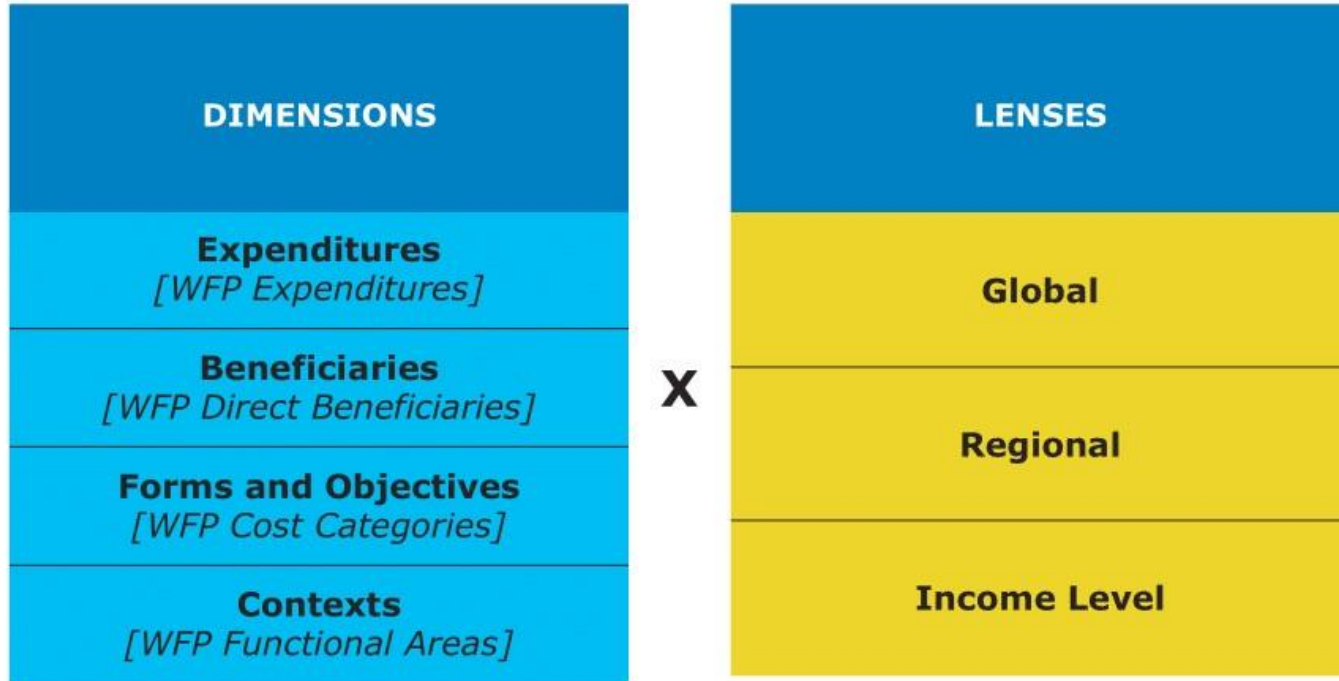 DIMENSIONS
Expenditures
[WFP Expenditures]
Beneficiaries
[WFP Direct Beneficiaries]
Forms and Objectives
[WFP Cost Categories]
Contexts
[WFP Functional Areas]
X
LENSES
Global
Regional
Income Level